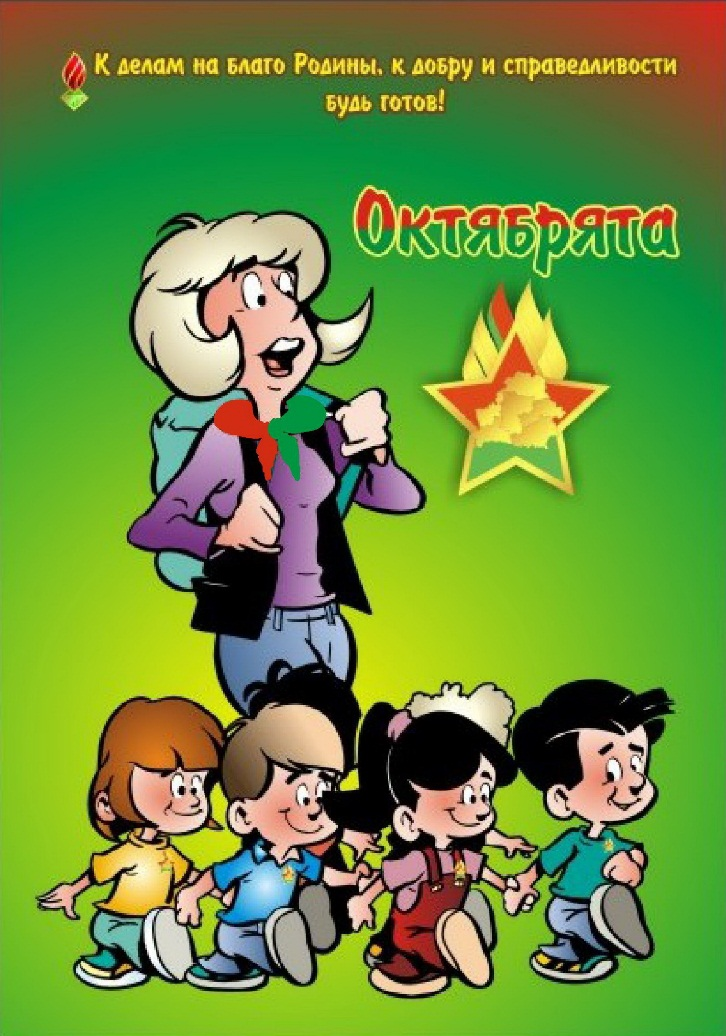 К делам на благо Родины, к добру и справедливости
будь готов!
Октябрята